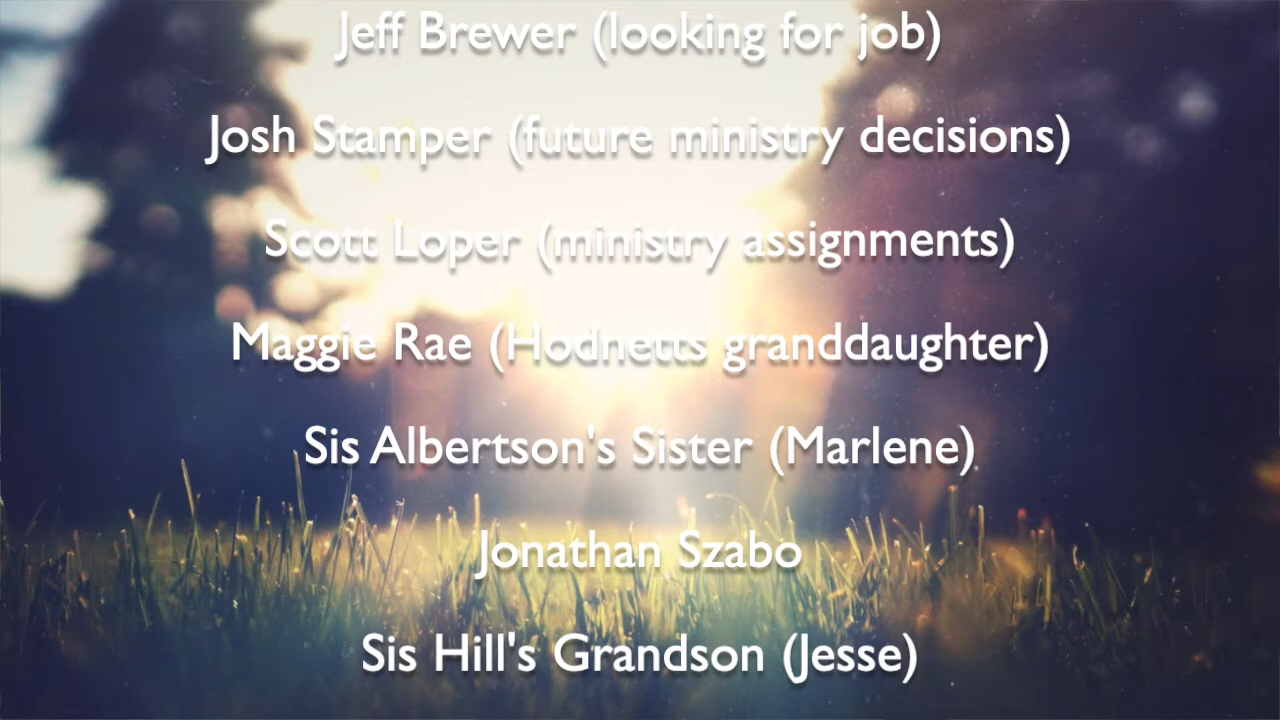 Jeff Brewer (looking for job)
Josh Stamper (future ministry decisions)
Scott Loper (ministry assignments)
Maggie Rae (Hodnetts granddaughter)
Sis Albertson's Sister (Marlene)
Jonathan Szabo
Sis Hill's Grandson (Jesse)